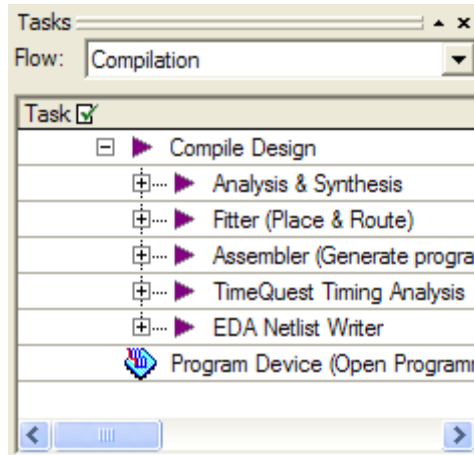 Tasks
Flow: Compilation
Task
Compile Design
Analysis & Synthesis
Fitter (Place & Route)
Assembler (Generate progra
TimeQuest Timing Analysis
EDA Netlist Writer
Program Device (Open Programm